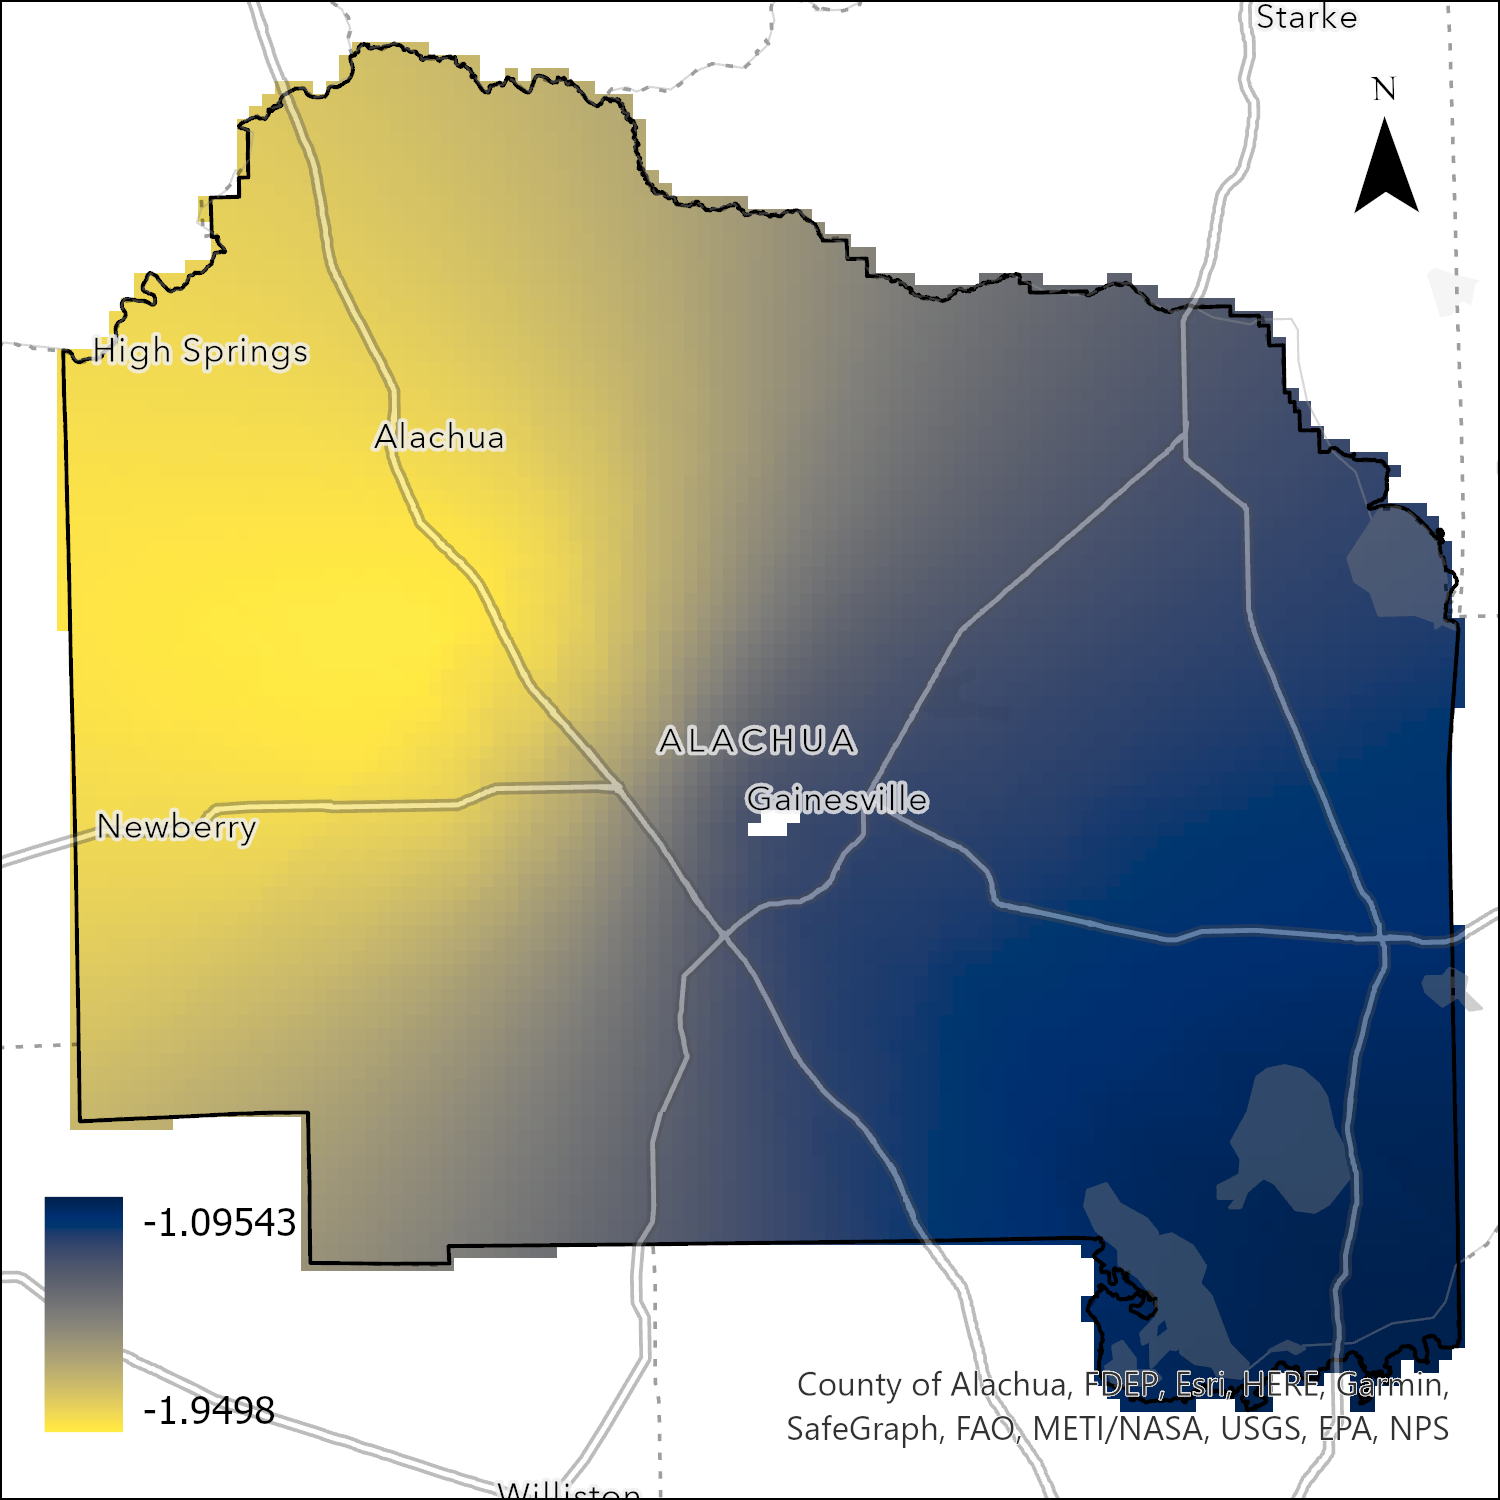 Starke
N
High Springs
Alachua
ALACHUA
Gainesville
Newberry
-1.09543
-1.9498
County of Alachua, FDEP, Esri, HERE, Garmin,
SafeGraph, FAO, METI/NASA, USGS, EPA, NPS
Williston